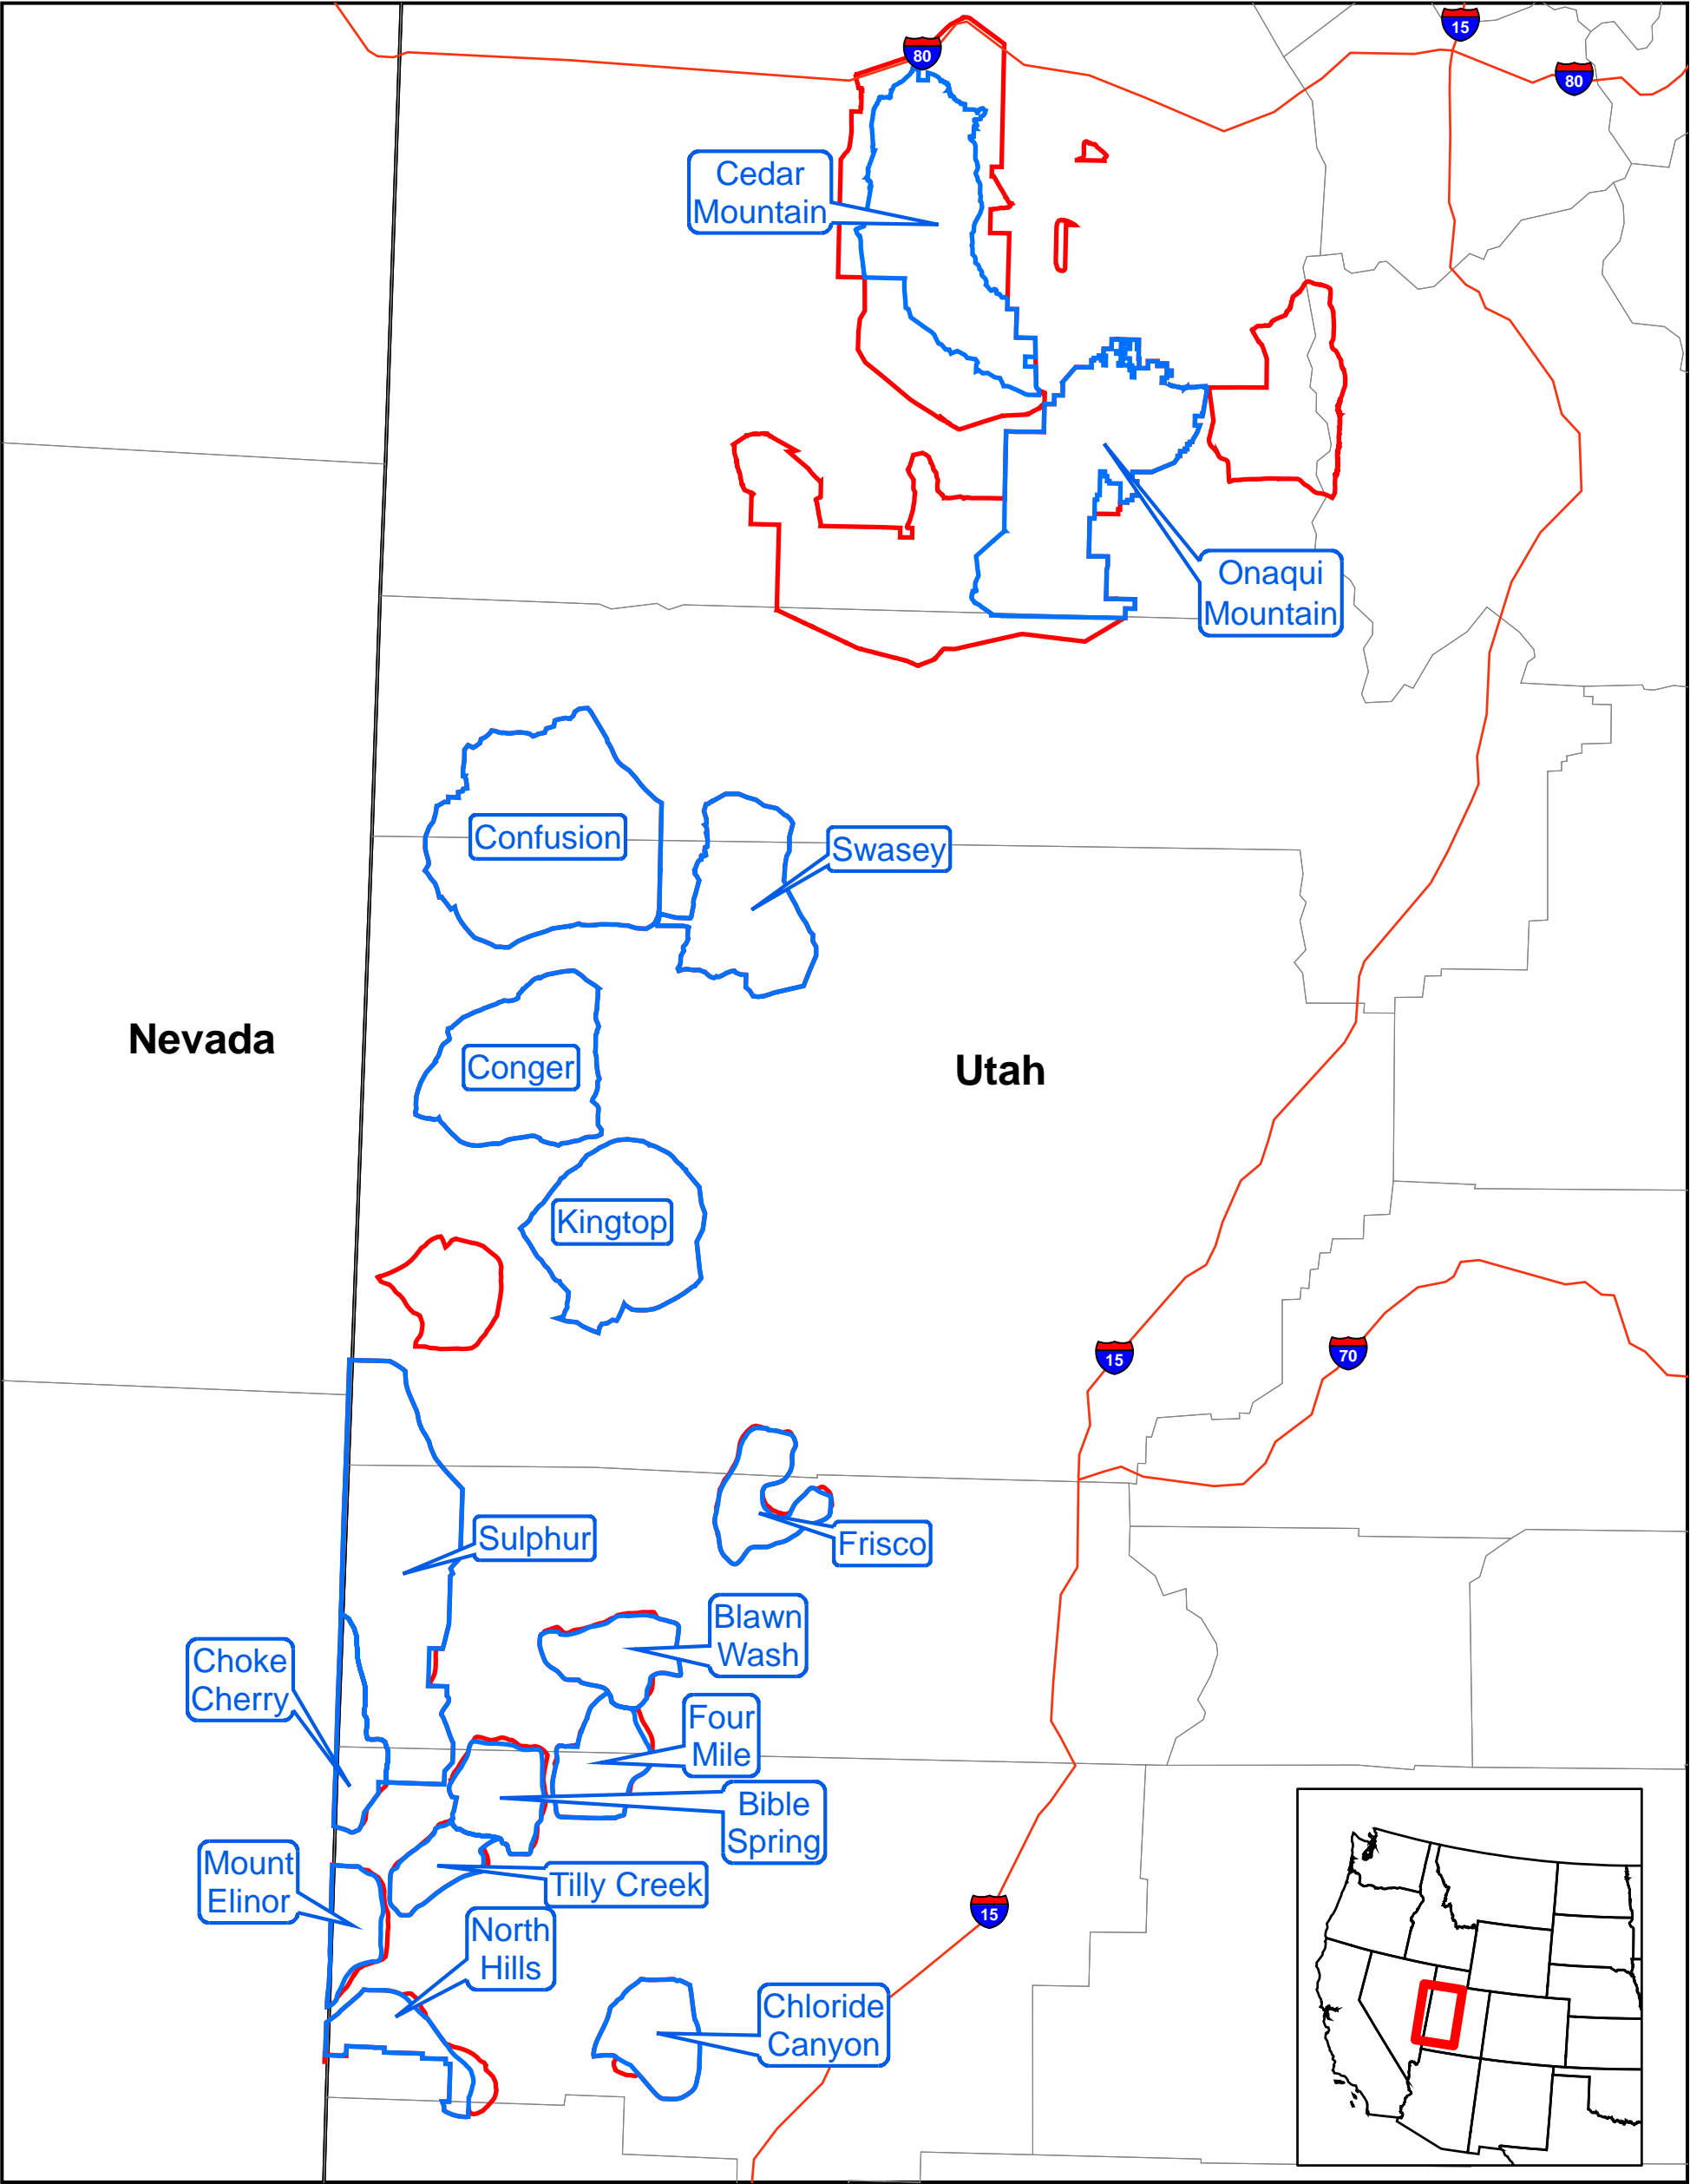 15
80
80
Cedar
Mountain
Onaqui
Mountain
Confusion
Swasey
Nevada
Utah
Conger
Kingtop
15
70
Sulphur
Frisco
Blawn
Wash
Choke
Cherry
Four
Mile
Bible
Spring
Mount
Elinor
Tilly Creek
15
North
Hills
Chloride
Canyon